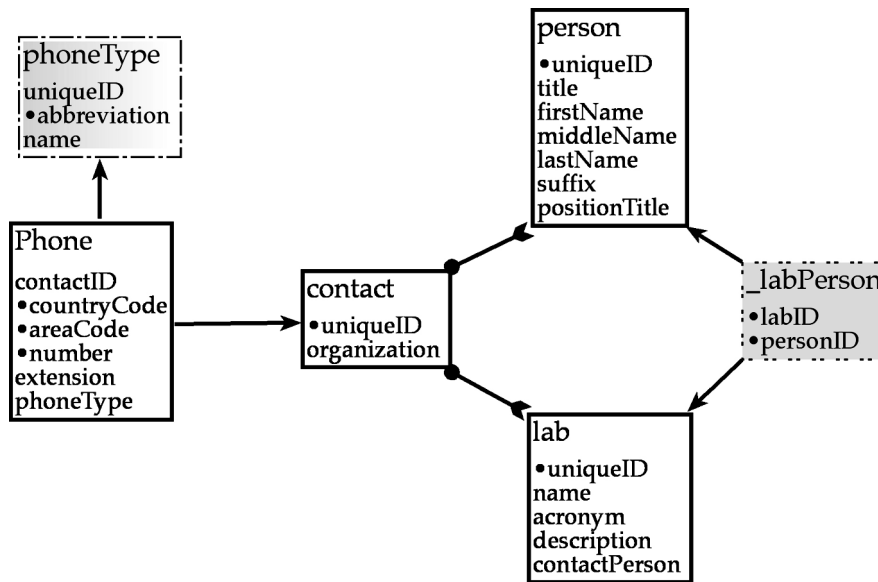 phoneType
uniqueID
•abbreviation
name
Phone
contactID
•countryCode
•areaCode
•number
extension
phoneType
contact
•uniqueID
organization
person
•uniqueID
title
firstName
middleName
lastName
suffix
positionTitle
_labPerson
•labID
•personID
lab
•uniqueID
name
acronym
description
contactPerson